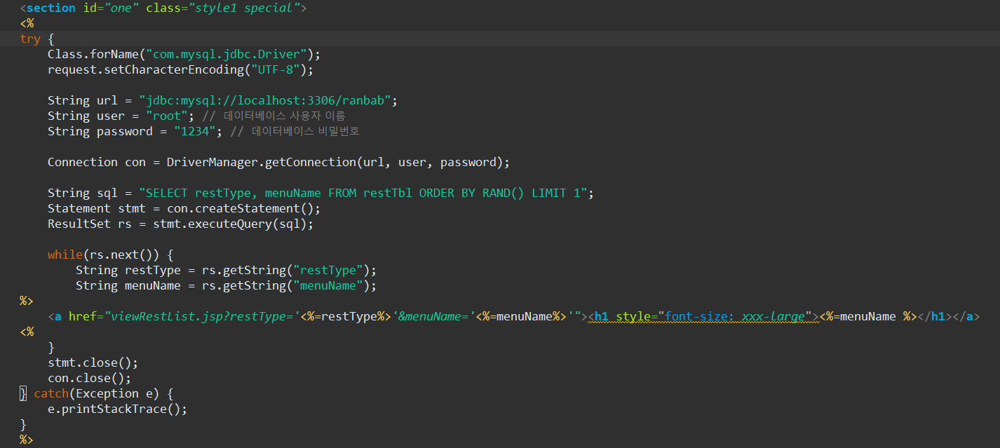 <section id="one" class="style1 special">
<%
try {
Class.forName("com.mysql.jdbc.Driver");
request.setCharacterEncoding("UTF-8");
String url = "jdbc:mysql://localhost:3306/ranbab";
String user = "root"; // 데이터베이스 사용자 이름
String password = "1234"; // 데이터베이스 비밀번호
Connection con = DriverManager.getConnection(url, user, password);
String sql = "SELECT restType, menuName FROM restTbl ORDER BY RAND() LIMIT 1";
Statement stmt = con.createStatement();
ResultSet rs = stmt.executeQuery(sql);
while(rs.next()) {
String restType = rs.getString("restType");
String menuName = rs.getString("menuName");
%>
<a href="viewRestList.jsp?restType='<%=restType%>'&menuName='<%=menuName%>'"><h1 style="font-size: xxx-large"><%=menuName %></h1></a>
<%
}
stmt.close();
con.close();
} catch(Exception e) {
e.printStackTrace();
}
%>